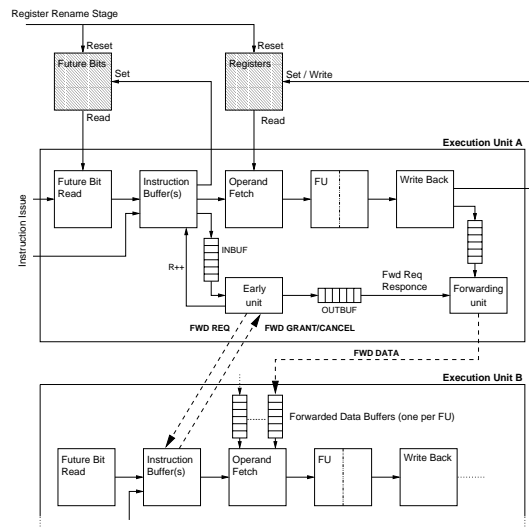 Register Rename Stage
Reset
Reset
Future Bits
Registers
Set
Set / Write
Read
Read
Execution Unit A
Instruction Issue
Future Bit
Read
Instruction
Buffer(s)
Operand
Fetch
FU
Write Back
INBUF
R++
Early
unit
OUTBUF
Fwd Req
Responce
Forwarding
unit
FWD REQ
FWD GRANT/CANCEL
FWD DATA
Execution Unit B
Forwarded Data Buffers (one per FU)
Future Bit
Read
Instruction
Buffer(s)
Operand
Fetch
FU
Write Back